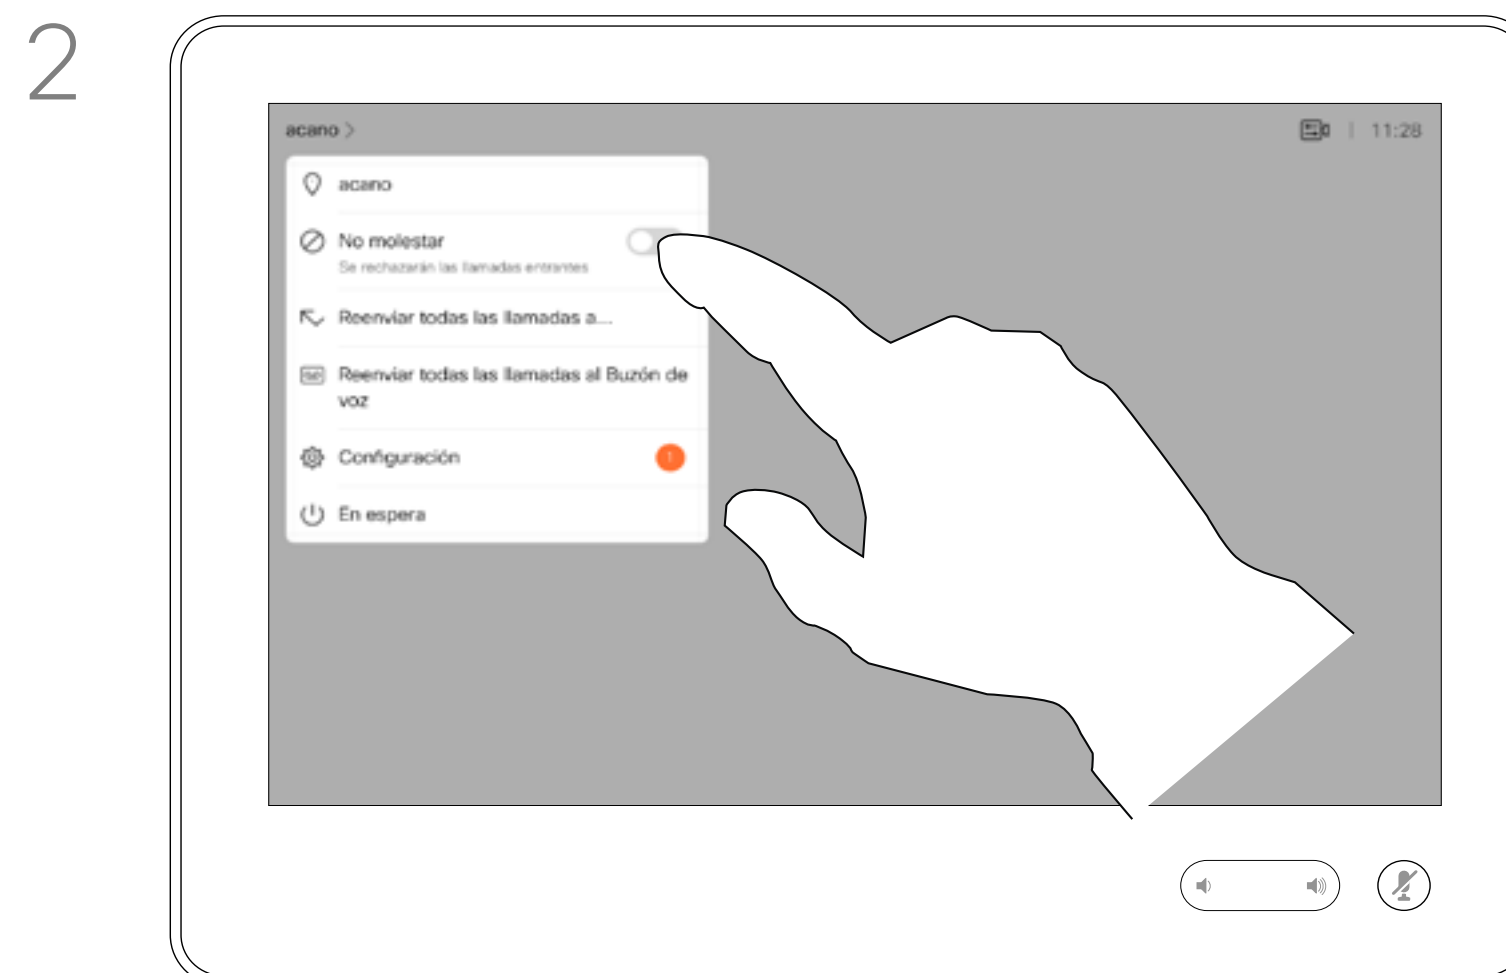 2
acano
11:28
acano
No molestar
Se rechazarán las llamadas entrantes
Reenviar todas las llamadas a...
Reenviar todas las llamadas al Buzón de
voz
Configuración
1
En espera